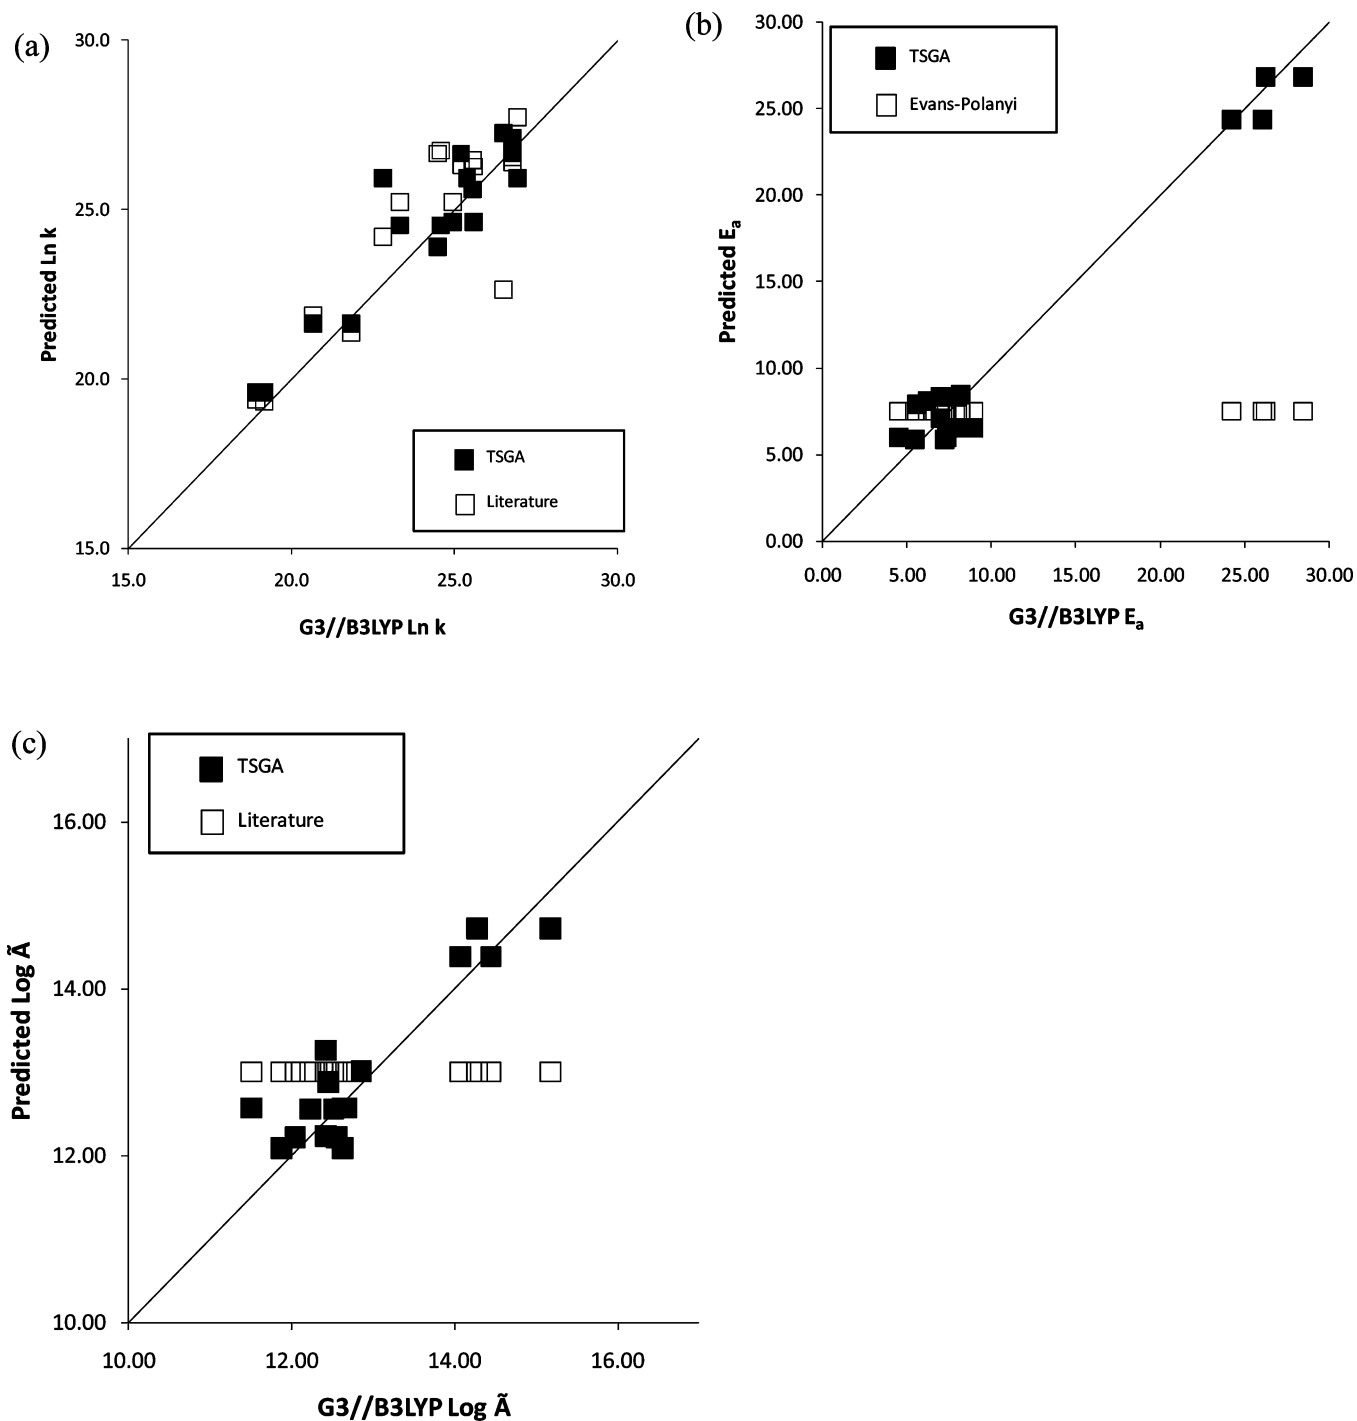 (a)
30.0
25.0
20.0
15.0
Predicted Ln k
TSGA
Literature
15.0 20.0 25.0 30.0
G3//B3LYP Ln k
(b)
30.00
25.00
20.00
15.00
10.00
5.00
0.00
Predicted Ea
TSGA
Evans-Polanyi
0.00 5.00 10.00 15.00 20.00 25.00 30.00
G3//B3LYP Ea
(c)
TSGA
Literature
16.00
14.00
12.00
10.00
Predicted Log Ã
10.00 12.00 14.00 16.00
G3//B3LYP Log Ã